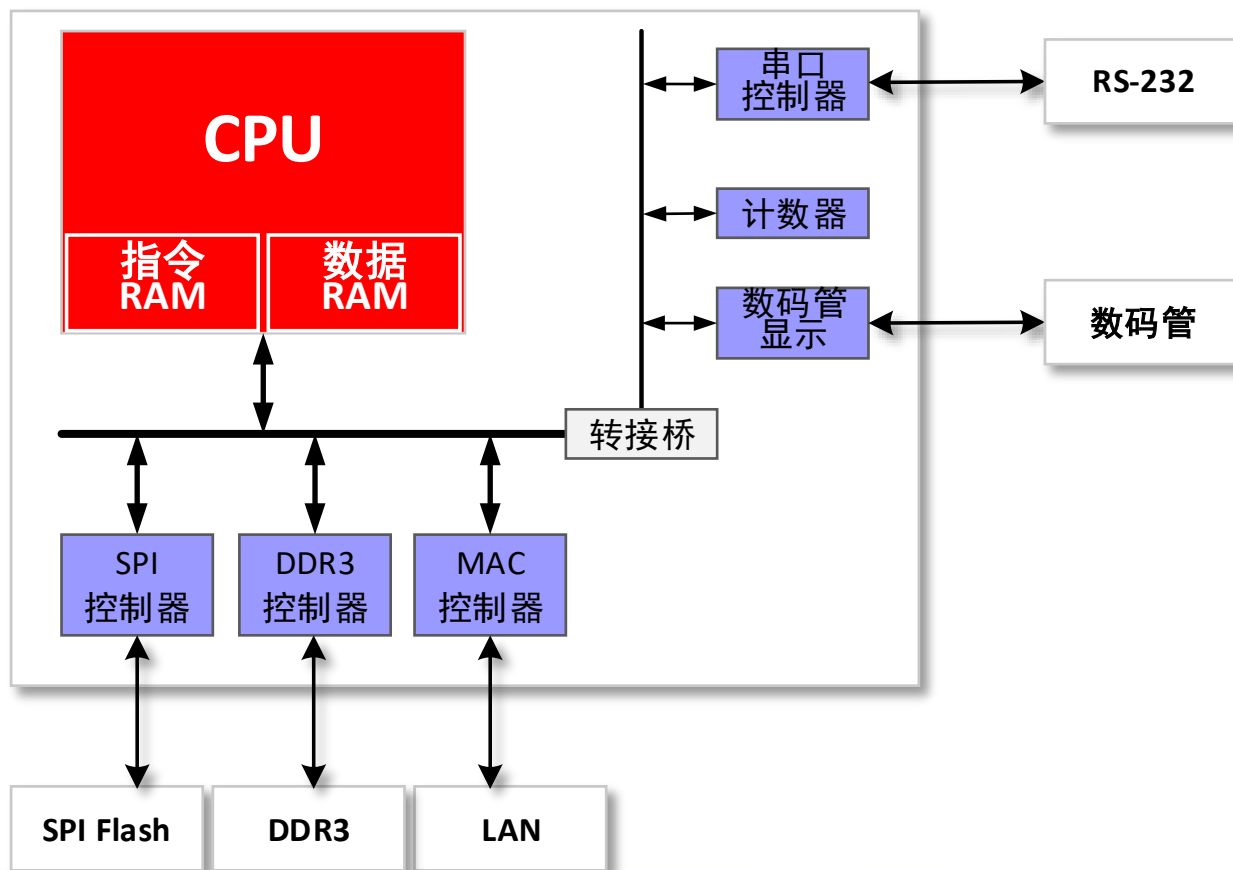 CPU
指令
RAM
数据
RAM
串口
控制器
RS-232
计数器
数码管
显示
数码管
转接桥
SPI
控制器
DDR3
控制器
MAC
控制器
SPI Flash
DDR3
LAN